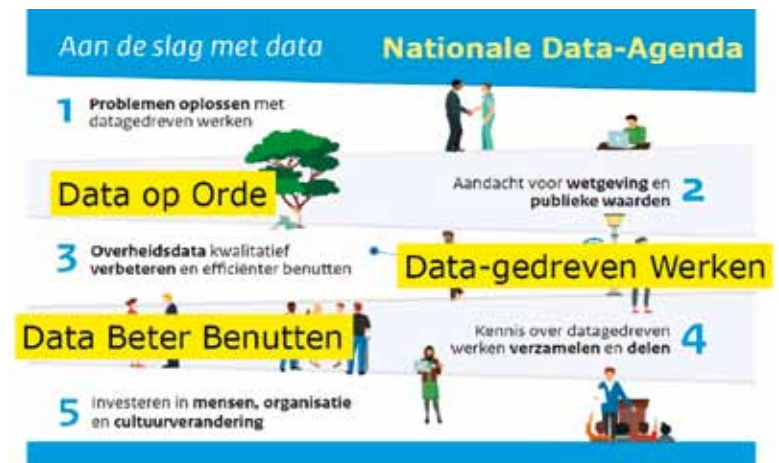 Aan de slag met data
Nationale Data-Agenda
1 Problemen oplossen met
datagedreven werken
Data op Orde
Aandacht voor wetgeving en 2
publieke waarden
3 Overheidsdata kwalitatief
verbeteren en efficiënter benutten
Data-gedreven Werken
Data Beter Benutten
Kennis over datagedreven 4
werken verzamelen en delen
5 Investeren in mensen, organisatie
en cultuurverandering